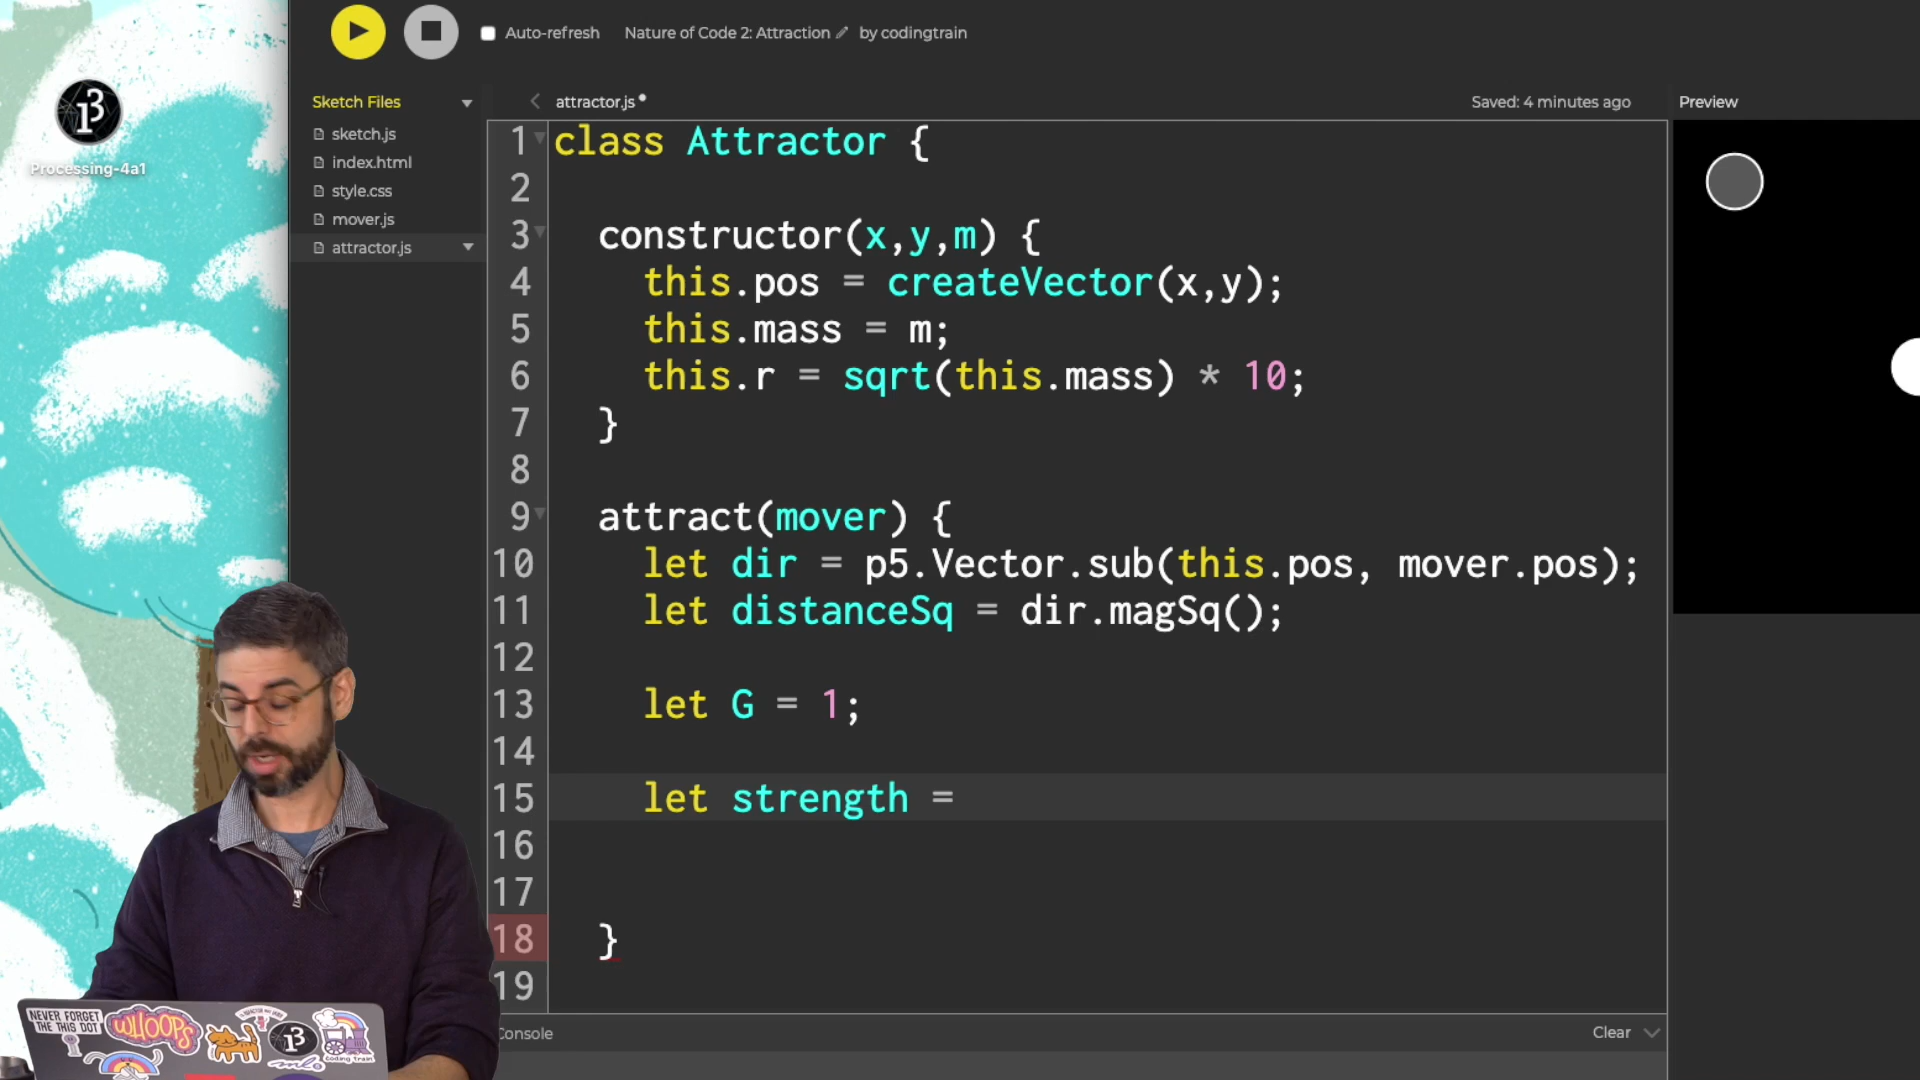 Auto-refresh
Nature of Code 2: Attraction
by codingtrain
Processing-4a1
Sketch Files
sketch.js
index.html
style.css
mover.js
attractor.js
attractor.js
Saved: 4 minutes ago
Preview
1 class Attractor {
2
3 constructor(x,y,m) {
4 this.pos = createVector(x,y);
5 this.mass = m;
6 this.r = sqrt(this.mass) * 10;
7 }
8
9 attract(mover) {
10 let dir = p5.Vector.sub(this.pos, mover.pos);
11 let distanceSq = dir.magSq();
12
13 let G = 1;
14
15 let strength =
16
17
18 }
19
Console
Clear
NEVER FORGET
THE THIS DOT
WHOOPS
coding train